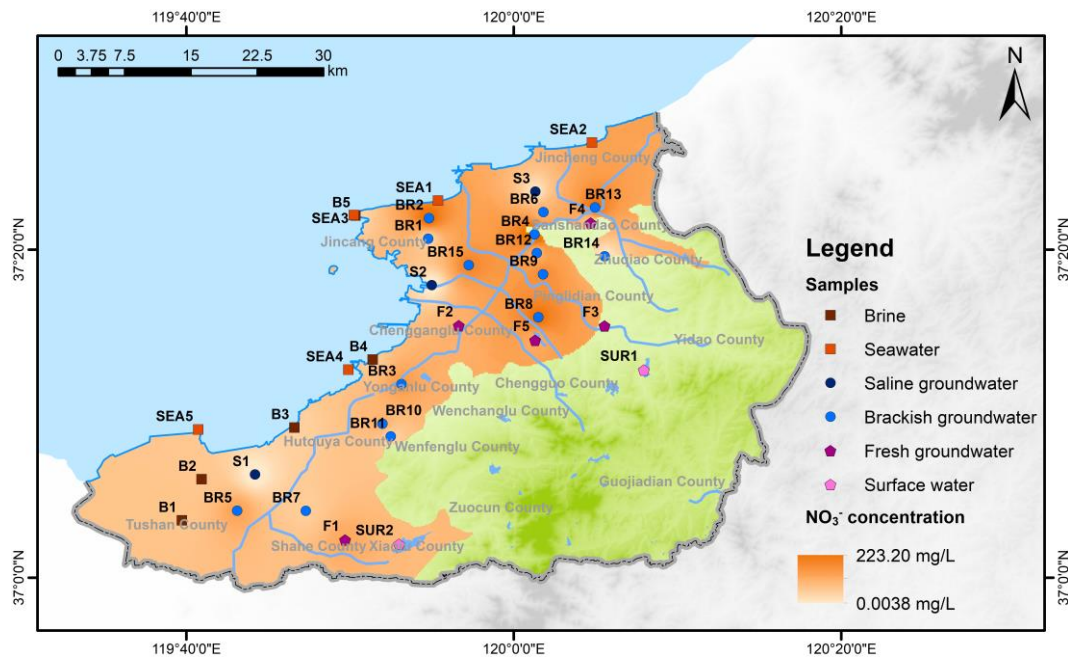 119°40'0"E
120°0'0"E
120°20'0"E
0 3.75 7.5 15 22.5 30
km
N
SEA2
Jincheng County
S3
SEA1
BR6
BR13
B5
BR2
F4
SEA3
BR1
BR4
Danshandao County
Jincang County
BR12
BR14
BR15
BR9
Zhuqiao County
S2
Pinglidian County
F2
BR8
F3
Chengganglu County
F5
Yidao County
B4
SEA4
BR3
SUR1
Yonganlu County
Chengguo County
SEA5
B3
BR10
Wenchanglu County
BR11
Hutouya County
Wenfenglu County
B2
S1
Guojiadian County
BR5
BR7
Zuocun County
B1
Tushan County
F1
SUR2
Shahe County
County
37°20'0"N
37°0'0"N
37°20'0"N
37°0'0"N
Legend
Samples
Brine
Seawater
Saline groundwater
Brackish groundwater
Fresh groundwater
Surface water
NO₃⁻ concentration
223.20 mg/L
0.0038 mg/L
119°40'0"E
120°0'0"E
120°20'0"E